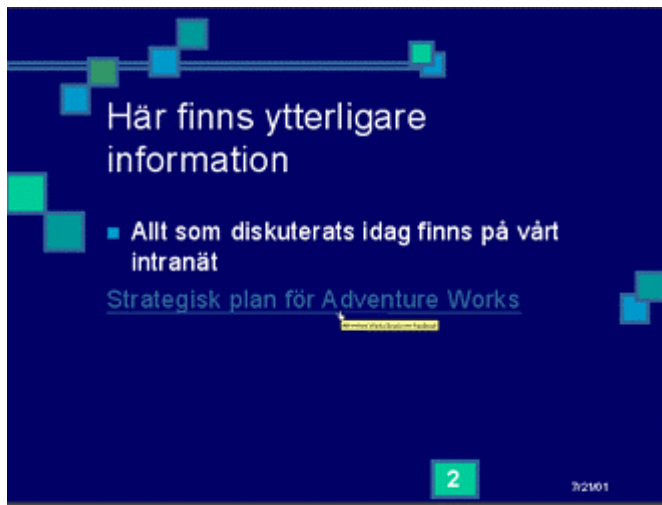 Här finns ytterligare
information
Allt som diskuterats idag finns på vårt
intranät
Strategisk plan för Adventure Works
2
7/21/01